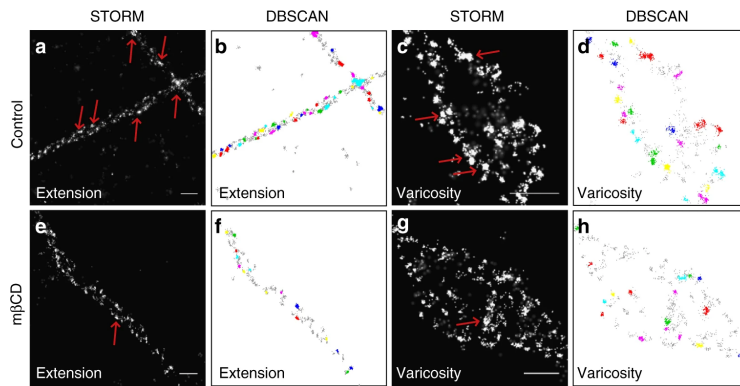 STORM DBSCAN STORM DBSCAN
Control
a b c d
Extension Extension Varicosity Varicosity
mβCD
e f g h
Extension Extension Varicosity Varicosity